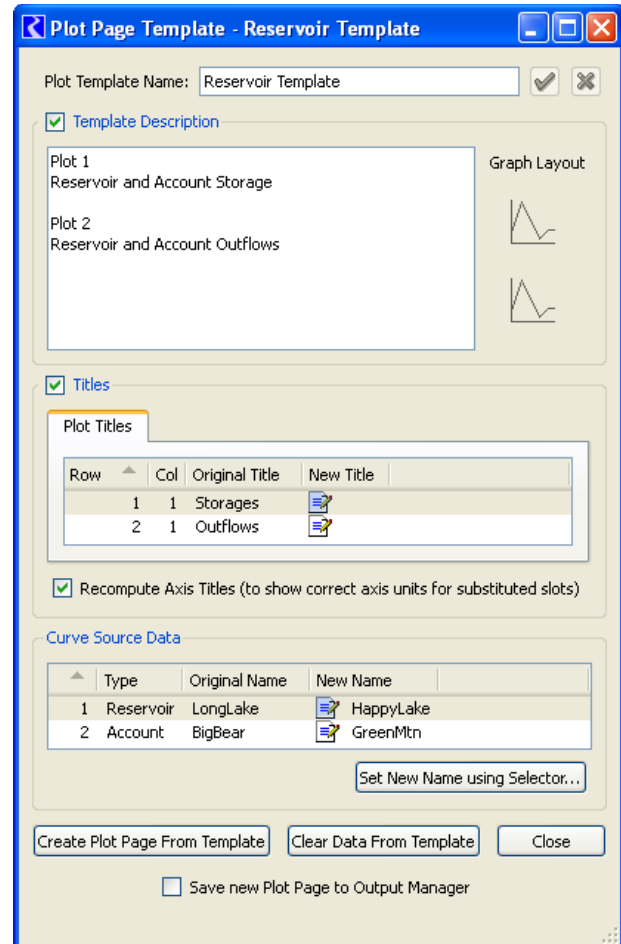 Plot Page Template - Reservoir Template
Plot Template Name: Reservoir Template
Template Description
Plot 1
Reservoir and Account Storage
Plot 2
Reservoir and Account Outflows
Graph Layout
Titles
Plot Titles
Row Col Original Title New Title
1 1 Storages
2 1 Outflows
Recompute Axis Titles (to show correct axis units for substituted slots)
Curve Source Data
Type Original Name New Name
1 Reservoir LongLake HappyLake
2 Account BigBear GreenMtn
Set New Name using Selector...
Create Plot Page From Template Clear Data From Template Close
Save new Plot Page to Output Manager